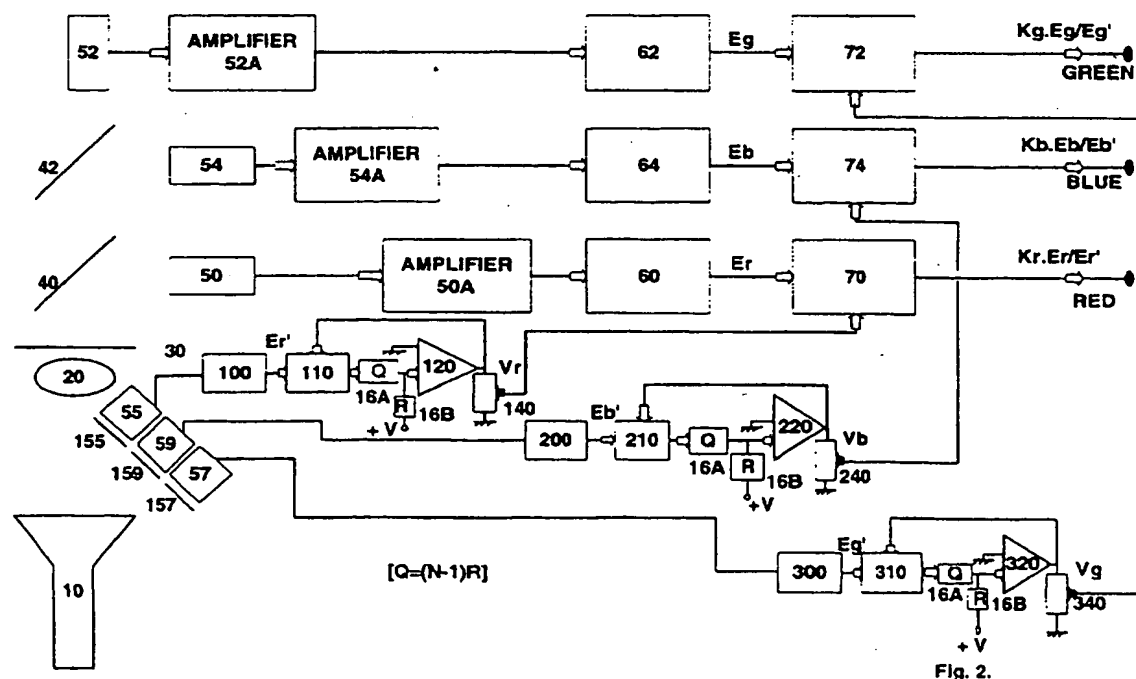 52
AMPLIFIER
52A
62
Eg
72
Kg.Eg/Eg'
GREEN
42
54
AMPLIFIER
54A
64
Eb
74
Kb.Eb/Eb'
BLUE
40
50
AMPLIFIER
50A
60
Er
70
Kr.Er/Er'
RED
30
20
100
Er'
110
Q
16A
R
16B
+ V
120
Vr
140
55
59
57
155
159
157
200
Eb'
210
Q
16A
R
16B
+V
220
Vb
240
10
[Q=(N-1)R]
300
Eg'
310
Q
16A
R
16B
+ V
320
Vg
340
Fig. 2.